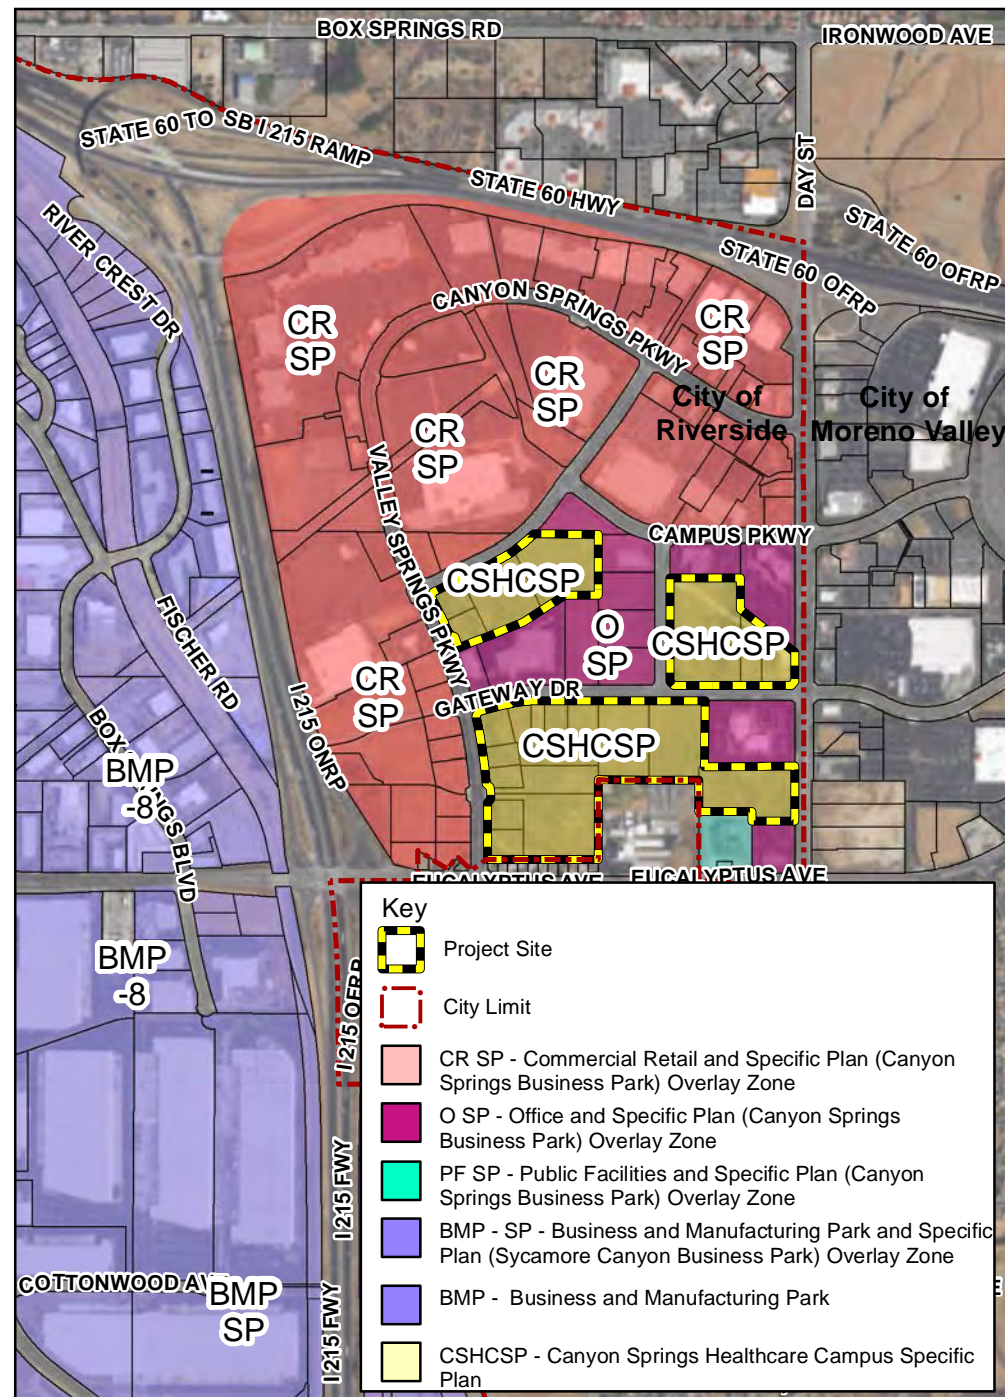 BOX SPRINGS RD
IRONWOOD AVE
STATE 60 TO SB I 215 RAMP
STATE 60 HWY
DAY ST
STATE 60 OFRP
STATE 60 OFRP
RIVER CREST DR
CANYON SPRINGS PKWY
CR
SP
CR
SP
CR
SP
CR
SP
City of
Riverside
City of
Moreno Valley
VALLEY SPRINGS PKWY
CAMPUS PKWY
CSHCSP
O
SP
CSHCSP
FISCHER RD
CR
SP
GATEWAY DR
I 215 ONRP
CSHCSP
BOX SPRINGS BLVD
BMP
-8
EUCALYPTUS AVE
EUCALYPTUS AVE
BMP
-8
I 215 OFRP
I 215 FWY
I 215 FWY
COTTONWOOD AV
BMP
SP
E
Key
Project Site
City Limit
CR SP - Commercial Retail and Specific Plan (Canyon
Springs Business Park) Overlay Zone
O SP - Office and Specific Plan (Canyon Springs
Business Park) Overlay Zone
PF SP - Public Facilities and Specific Plan (Canyon
Springs Business Park) Overlay Zone
BMP - SP - Business and Manufacturing Park and Specific
Plan (Sycamore Canyon Business Park) Overlay Zone
BMP -  Business and Manufacturing Park
CSHCSP - Canyon Springs Healthcare Campus Specific
Plan